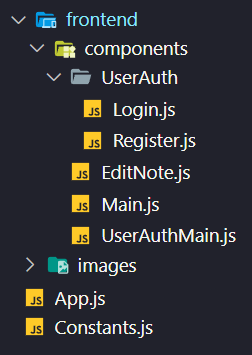 frontend
components
UserAuth
JS Login.js
JS Register.js
JS EditNote.js
JS Main.js
JS UserAuthMain.js
images
JS App.js
JS Constants.js